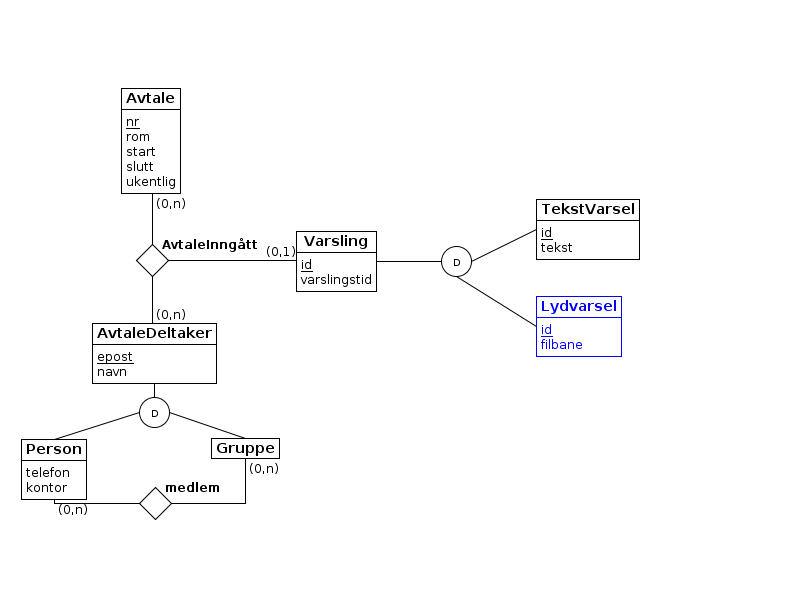 Avtale
nr
rom
start
slutt
ukentlig
(0,n)
AvtaleInngått
(0,1)
Varsling
id
varslingstid
D
TekstVarsel
id
tekst
Lydvarsel
id
filbane
(0,n)
AvtaleDeltaker
epost
navn
D
Person
telefon
kontor
(0,n)
Gruppe
(0,n)
medlem